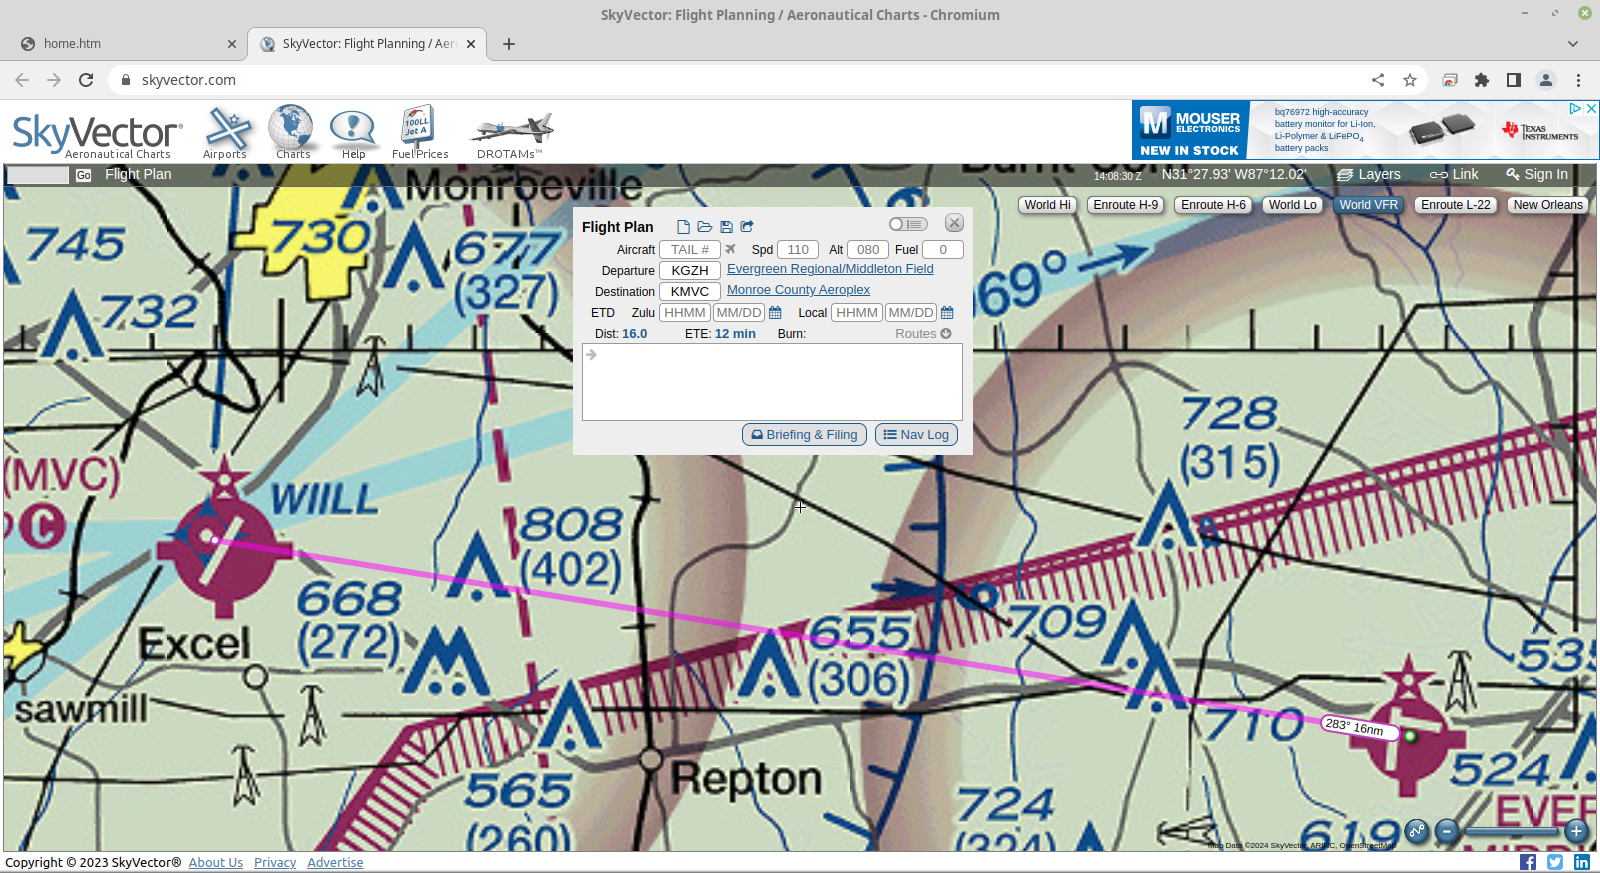 SkyVector: Flight Planning / Aeronautical Charts - Chromium
home.htm
SkyVector: Flight Planning / Aer
skyvector.com
SkyVector
Aeronautical Charts
Airports
Charts
Help
100LL
Jet A
Fuel Prices
DROTAMs™
MOUSER
ELECTRONICS
NEW IN STOCK
bq76972 high-accuracy
battery monitor for Li-Ion,
Li-Polymer & LiFePO4
battery packs
TEXAS
INSTRUMENTS
Go
Flight Plan
14:08:30 Z
N31°27.93' W87°12.02'
Layers
Link
Sign In
World Hi
Enroute H-9
Enroute H-6
World Lo
World VFR
Enroute L-22
New Orleans
Monroeville
745
730
677
(327)
732
69°
Flight Plan
Aircraft TAIL # Spd 110 Alt 080 Fuel 0
Departure KGZH Evergreen Regional/Middleton Field
Destination KMVC Monroe County Aeroplex
ETD Zulu HHMM MM/DD Local HHMM MM/DD
Dist: 16.0 ETE: 12 min Burn: Routes
Briefing & Filing
Nav Log
728
(315)
(MVC)
C
WIILL
808
(402)
668
(272)
Excel
655
(306)
709
535
sawmill
710
283° 16nm
565
(260)
Repton
724
(324)
524
EVER
619
Map Data ©2024 SkyVector, ARINC, OpenStreetMap
Copyright © 2023 SkyVector® About Us Privacy Advertise